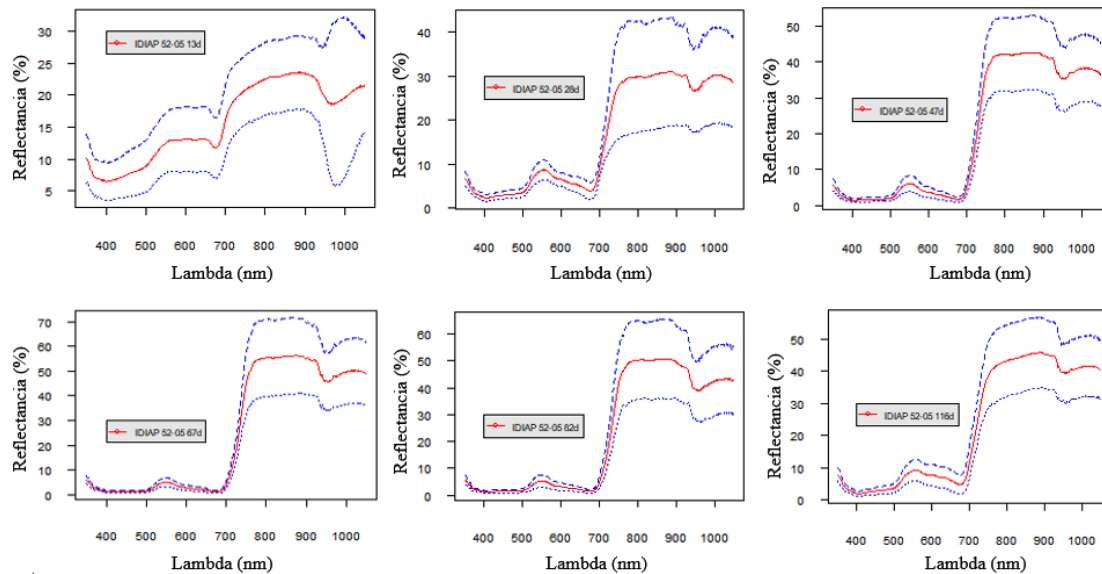 Reflectancia (%)
30
25
20
15
10
5
IDIAP 52-05 13d
400 500 600 700 800 900 1000
Lambda (nm)
Reflectancia (%)
40
30
20
10
0
IDIAP 52-05 26d
400 500 600 700 800 900 1000
Lambda (nm)
Reflectancia (%)
50
40
30
20
10
0
IDIAP 52-05 47d
400 500 600 700 800 900 1000
Lambda (nm)
Reflectancia (%)
70
60
50
40
30
20
10
0
IDIAP 52-05 67d
400 500 600 700 800 900 1000
Lambda (nm)
Reflectancia (%)
60
50
40
30
20
10
0
IDIAP 52-05 82d
400 500 600 700 800 900 1000
Lambda (nm)
Reflectancia (%)
50
40
30
20
10
0
IDIAP 52-05 116d
400 500 600 700 800 900 1000
Lambda (nm)